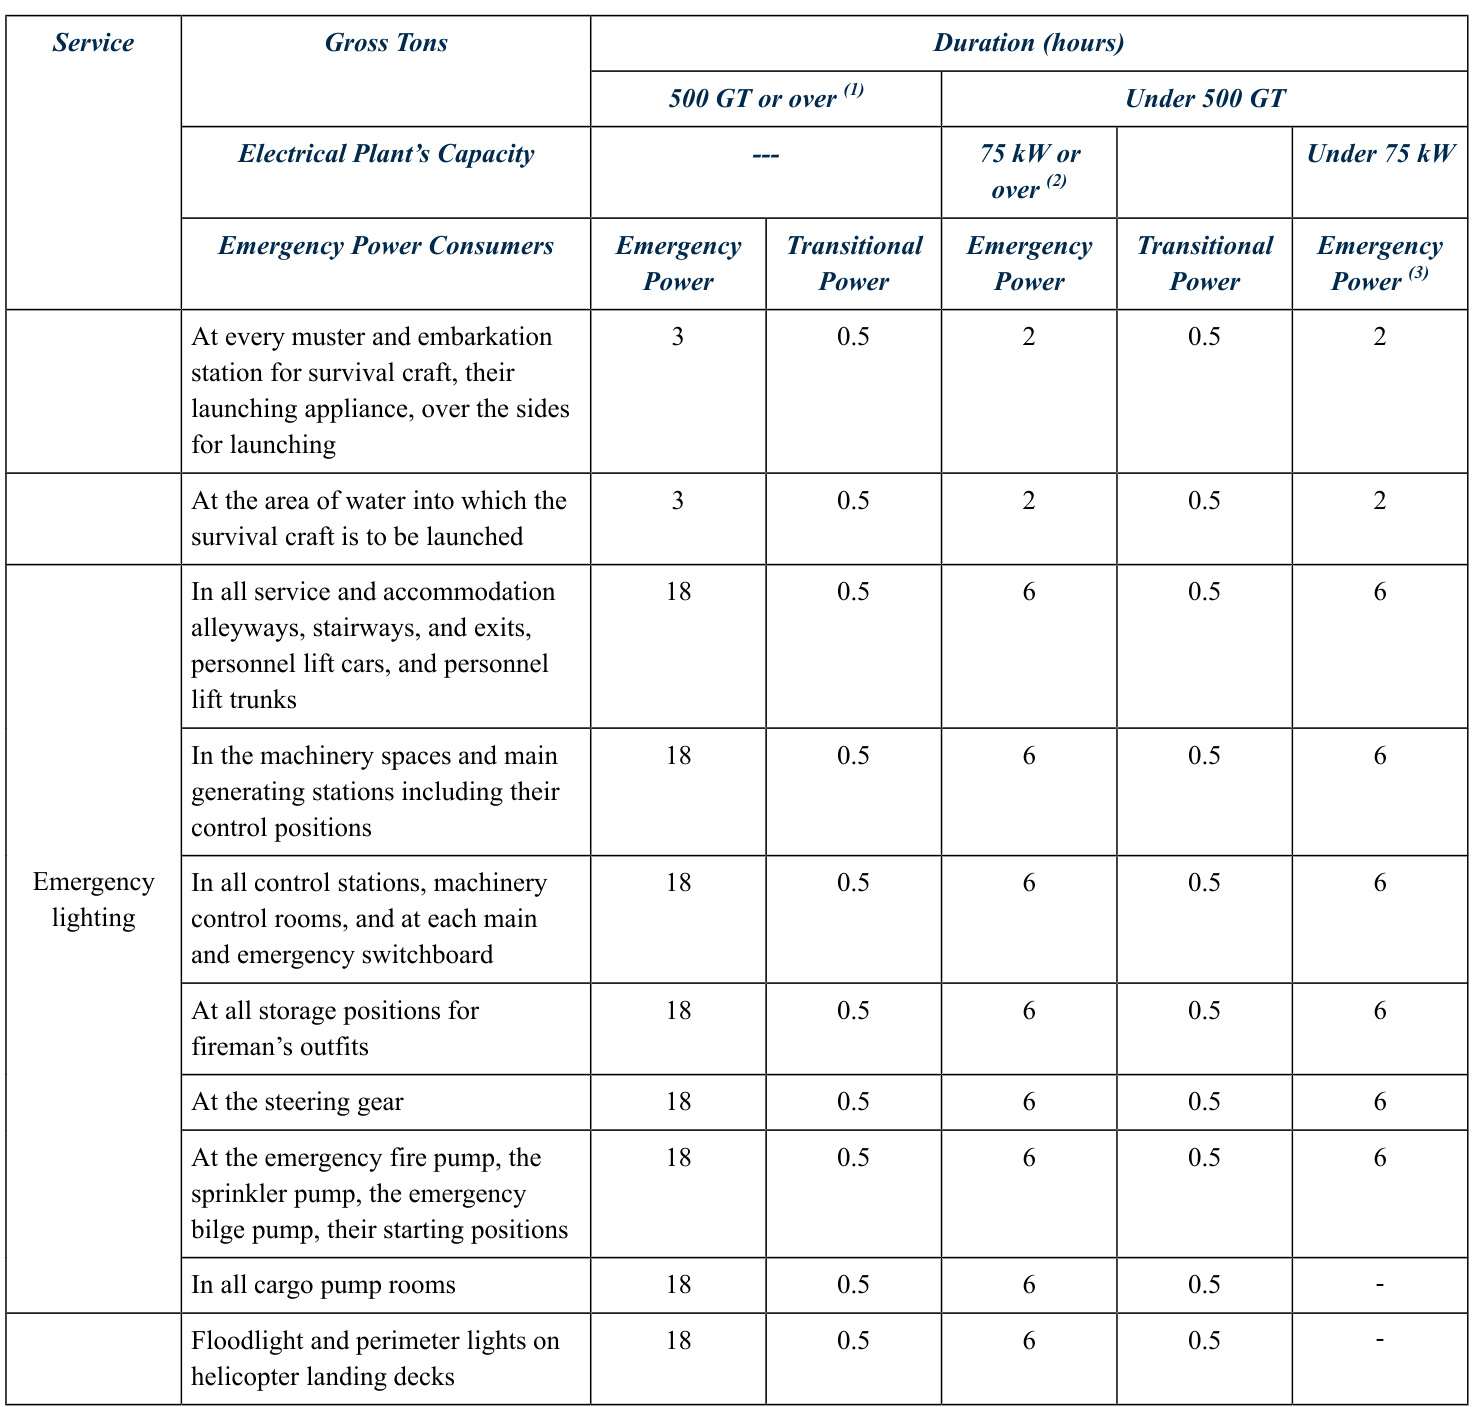 Service Gross Tons Duration (hours)
500 GT or over (1) Under 500 GT
Electrical Plant’s Capacity --- 75 kW or over (2) Under 75 kW
Emergency Power Consumers Emergency Power Transitional Power Emergency Power Transitional Power Emergency Power (3)
At every muster and embarkation
station for survival craft, their
launching appliance, over the sides
for launching
3 0.5 2 0.5 2
At the area of water into which the
survival craft is to be launched
3 0.5 2 0.5 2
Emergency
lighting
In all service and accommodation
alleyways, stairways, and exits,
personnel lift cars, and personnel
lift trunks
18 0.5 6 0.5 6
In the machinery spaces and main
generating stations including their
control positions
18 0.5 6 0.5 6
In all control stations, machinery
control rooms, and at each main
and emergency switchboard
18 0.5 6 0.5 6
At all storage positions for
fireman’s outfits
18 0.5 6 0.5 6
At the steering gear 18 0.5 6 0.5 6
At the emergency fire pump, the
sprinkler pump, the emergency
bilge pump, their starting positions
18 0.5 6 0.5 6
In all cargo pump rooms 18 0.5 6 0.5 -
Floodlight and perimeter lights on
helicopter landing decks
18 0.5 6 0.5 -